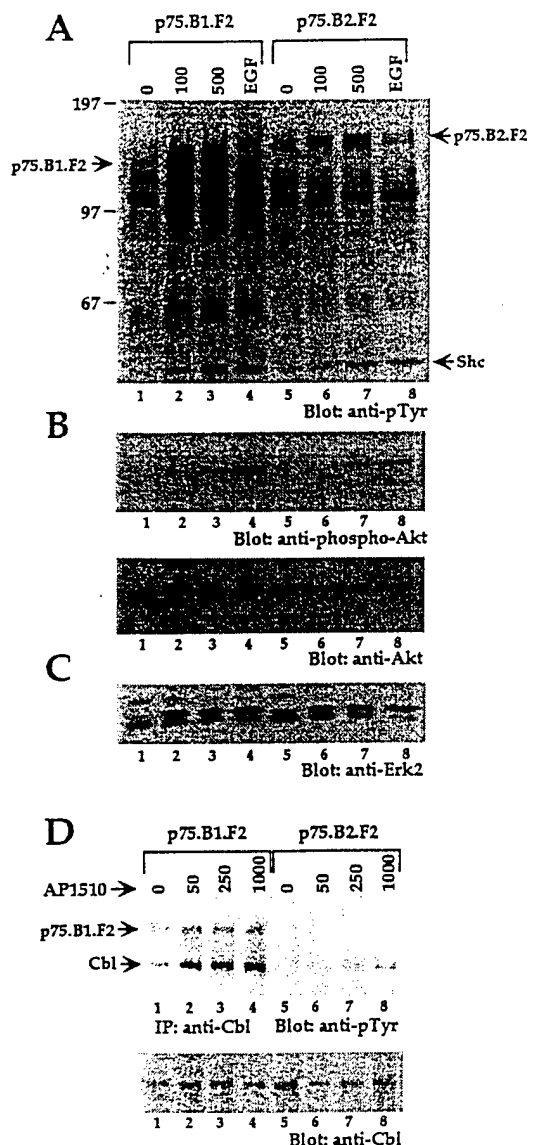 A
p75.B1.F2 p75.B2.F2
0 100 500 EGF 0 100 500 EGF
197
p75.B2.F2
p75.B1.F2
97
67
Shc
1 2 3 4 5 6 7 8
Blot: anti-pTyr
B
1 2 3 4 5 6 7 8
Blot: anti-phospho-Akt
1 2 3 4 5 6 7 8
Blot: anti-Akt
C
1 2 3 4 5 6 7 8
Blot: anti-Erk2
D
p75.B1.F2 p75.B2.F2
AP1510 0 50 250 1000 0 50 250 1000
p75.B1.F2
Cbl
1 2 3 4 5 6 7 8
IP: anti-Cbl Blot: anti-pTyr
1 2 3 4 5 6 7 8
Blot: anti-Cbl